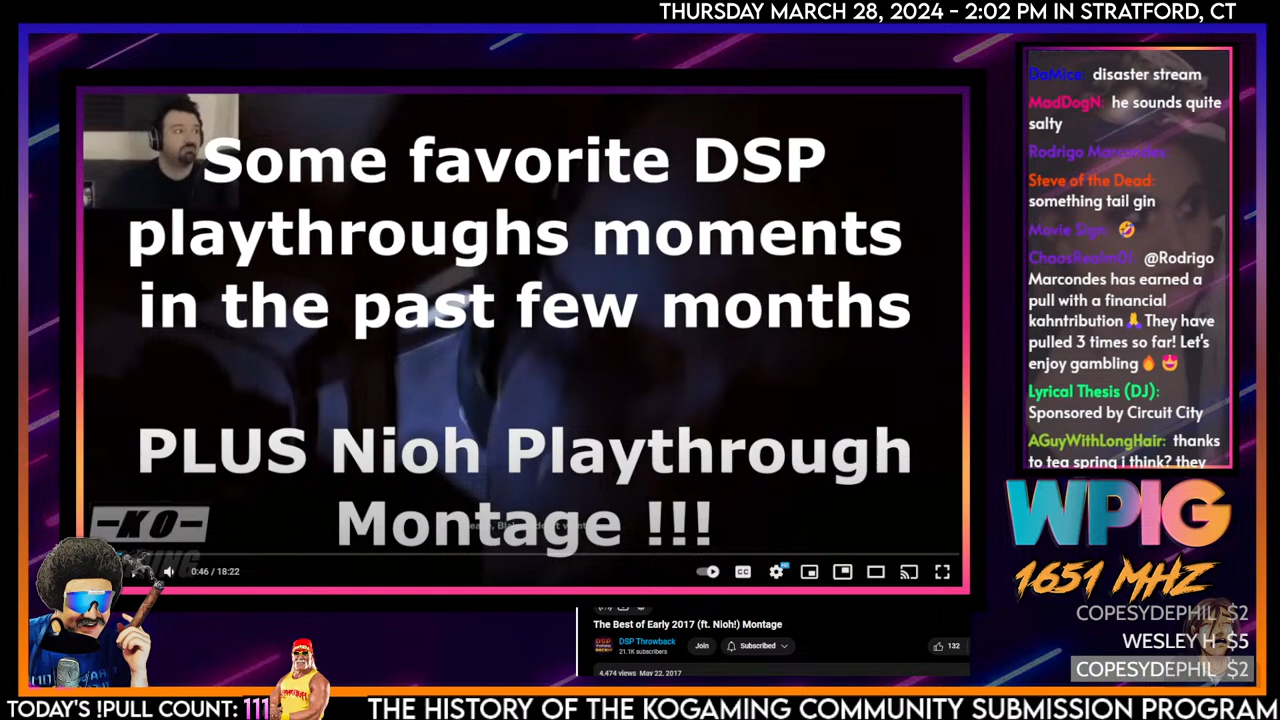 THURSDAY MARCH 28, 2024 - 2:02 PM IN STRATFORD, CT
Some favorite DSP
playthroughs moments
in the past few months
PLUS Nioh Playthrough
Montage !!!
-KO-
0:46 / 18:22
CC
The Best of Early 2017 (ft. Nioh!) Montage
DSP Throwback
21.1K subscribers
Join
Subscribed
132
4,474 views May 22, 2017
DaMice: disaster stream
MadDogN: he sounds quite
salty
Rodrigo Marcondes
Steve of the Dead:
something tail gin
Movie Sign: 🤣
@Rodrigo
Marcondes has earned a
pull with a financial
kahntribution🙏 They have
pulled 3 times so far! Let's
enjoy gambling🔥 😍
Lyrical Thesis (DJ):
Sponsored by Circuit City
AGuyWithLongHair: thanks
to tea spring i think? they
WPIG
1651 MHZ
COPESYDEPHIL $2
WESLEY H $5
COPESYDEPHIL $2
TODAY'S !PULL COUNT: 111
THE HISTORY OF THE KOGAMING COMMUNITY SUBMISSION PROGRAM